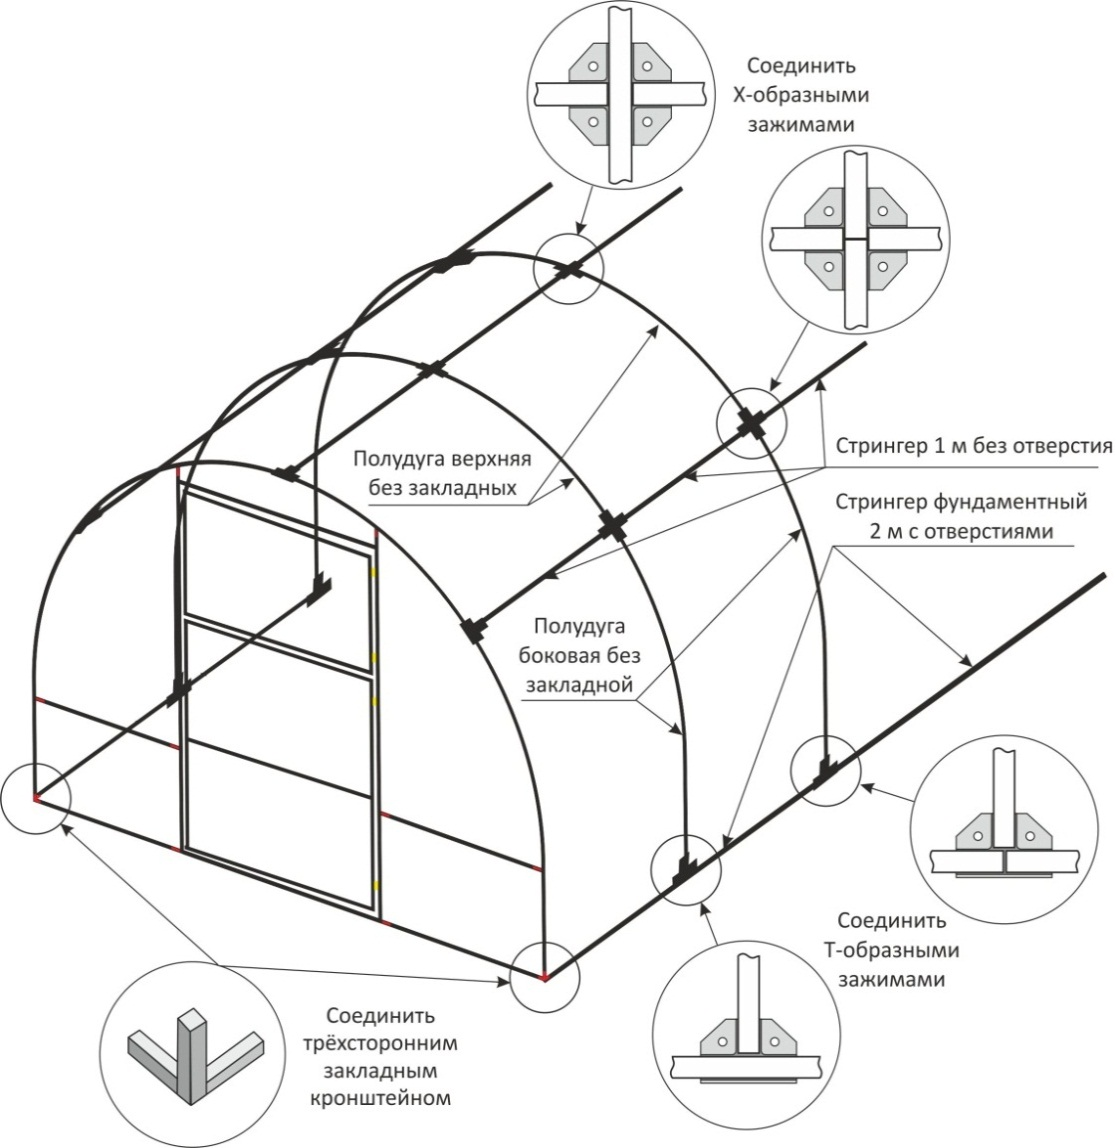 Соединить
Х-образными
зажимами
Полудуга верхняя
без закладных
Стрингер 1 м без отверстия
Стрингер фундаментный
2 м с отверстиями
Полудуга
боковая без
закладной
Соединить
Т-образными
зажимами
Соединить
трёхсторонним
закладным
кронштейном